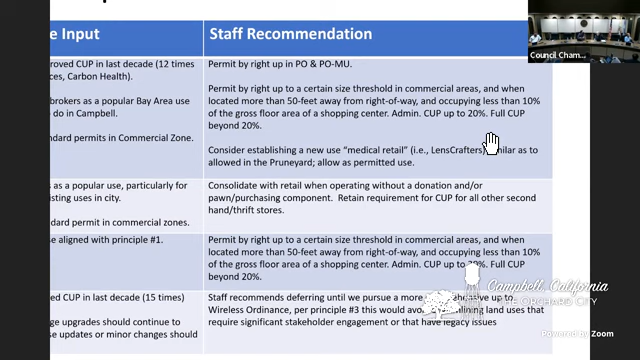 e Input
Staff Recommendation
roved CUP in last decade (12 times
ces, Carbon Health).
brokers as a popular Bay Area use
do in Campbell.
ndard permits in Commercial Zone.
Permit by right up in PO & PO-MU.
Permit by right up to a certain size threshold in commercial areas, and when
located more than 50-feet away from right-of-way, and occupying less than 10%
of the gross floor area of a shopping center. Admin. CUP up to 20%. Full CUP
beyond 20%.
Consider establishing a new use "medical retail" (i.e., LensCrafters) similar as to
allowed in the Pruneyard; allow as permitted use.
s as a popular use, particularly for
isting uses in city.
dard permit in commercial zones.
Consolidate with retail when operating without a donation and/or
pawn/purchasing component. Retain requirement for CUP for all other second
hand/thrift stores.
se aligned with principle #1.
Permit by right up to a certain size threshold in commercial areas, and when
located more than 50-feet away from right-of-way, and occupying less than 10%
of the gross floor area of a shopping center. Admin. CUP up to 20%. Full CUP
beyond 20%.
ed CUP in last decade (15 times)
ge upgrades should continue to
se updates or minor changes should
Staff recommends deferring until we pursue a more up
Wireless Ordinance, per principle #3 this would avoid land uses that
require significant stakeholder engagement or that have legacy issues
Council Cham...
Campbell, California
THE ORCHARD CITY
Powered by Zoom